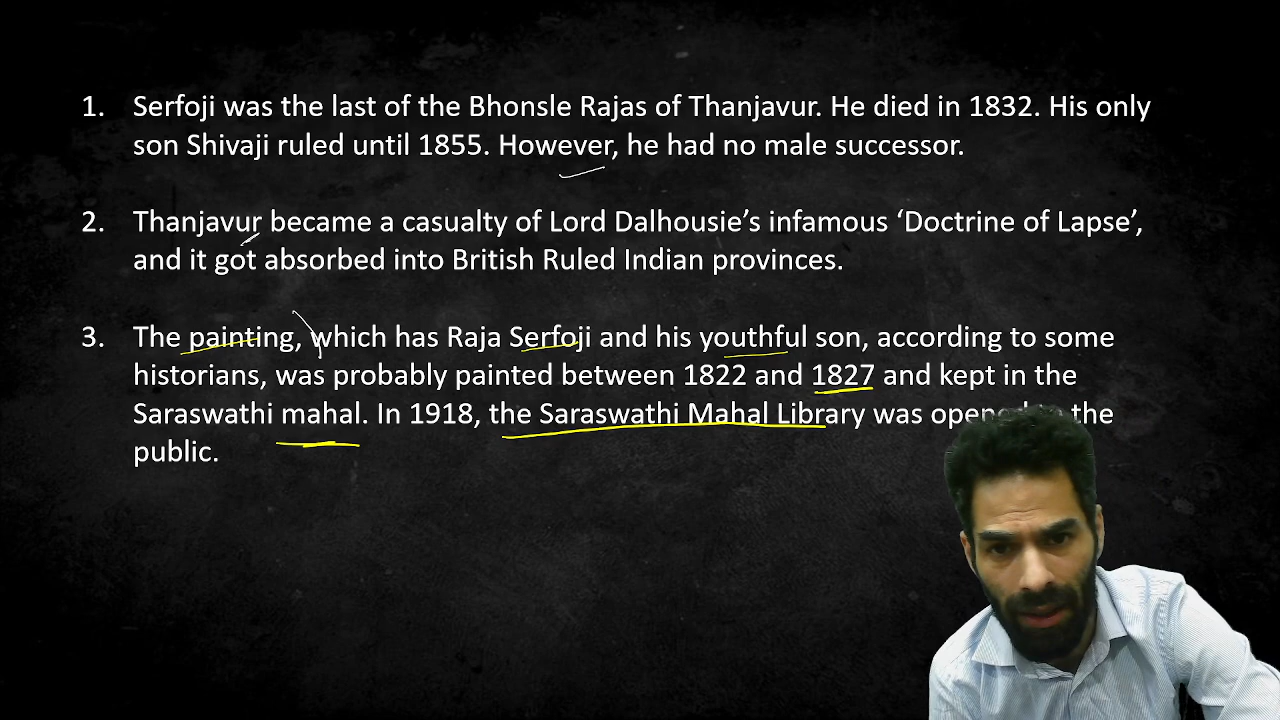 1. Serfoji was the last of the Bhonsle Rajas of Thanjavur. He died in 1832. His only
son Shivaji ruled until 1855. However, he had no male successor.
2. Thanjavur became a casualty of Lord Dalhousie’s infamous ‘Doctrine of Lapse’,
and it got absorbed into British Ruled Indian provinces.
3. The painting, which has Raja Serfoji and his youthful son, according to some
historians, was probably painted between 1822 and 1827 and kept in the
Saraswathi mahal. In 1918, the Saraswathi Mahal Library was the
public.